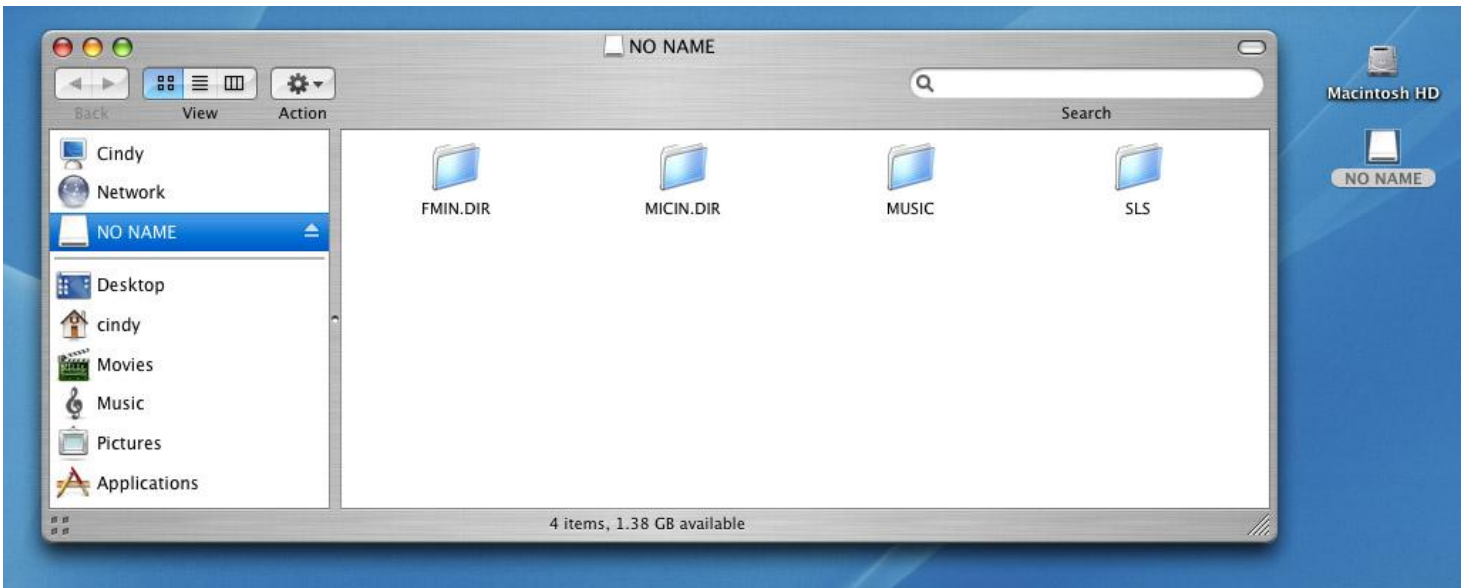 NO NAME
Back View Action Search
Cindy
Network
NO NAME
Desktop
cindy
Movies
Music
Pictures
Applications
FMIN.DIR MICIN.DIR MUSIC SLS
4 items, 1.38 GB available
Macintosh HD
NO NAME